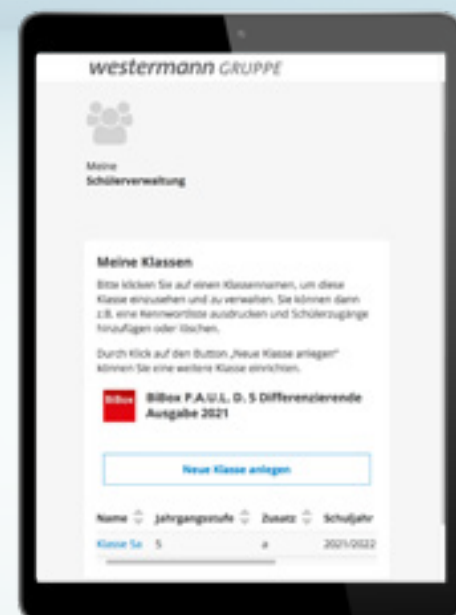 westermann GRUPPE
Meine
Schülerverwaltung
Meine Klassen
Bitte klicken Sie auf einen Klassennamen, um diese
Klasse einzusehen und zu verwalten. Sie können dann
z.B. eine Kennwortliste ausdrucken und Schülerzugänge
hinzufügen oder löschen.
Durch Klick auf den Button „Neue Klasse anlegen"
können Sie eine weitere Klasse einrichten.
BiBox BiBox P.A.U.L. D. 5 Differenzierende
Ausgabe 2021
Neue Klasse anlegen
Name Jahrgangsstufe Zusatz Schuljahr
Klasse 5a 5 a 2021/2022